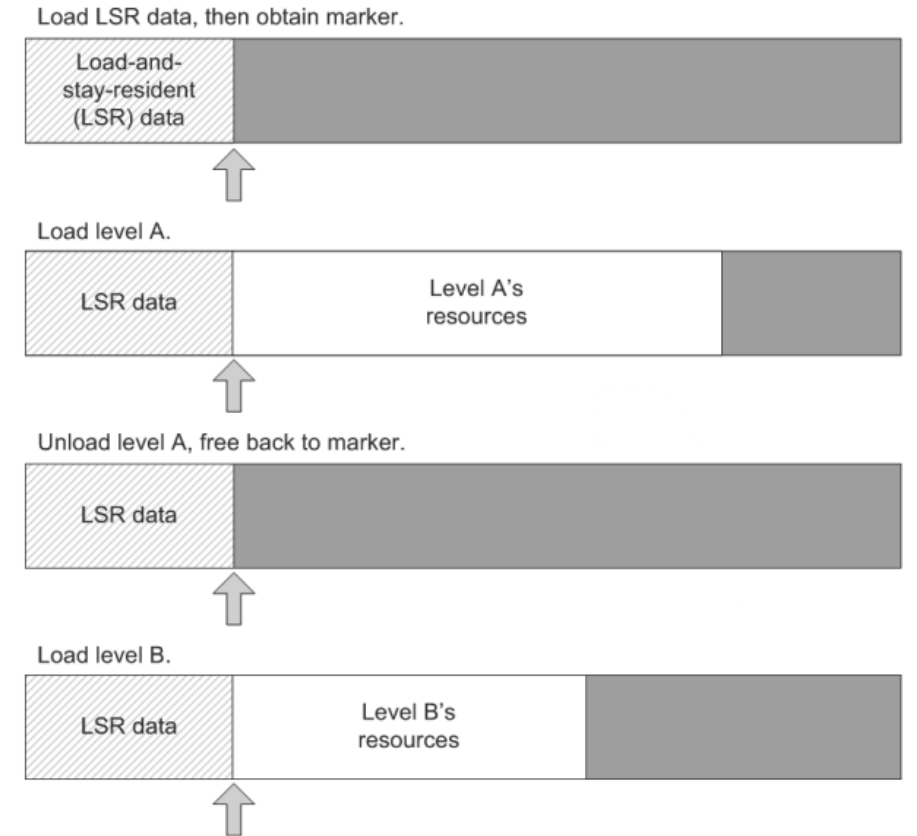 Load LSR data, then obtain marker.
Load-and-
stay-resident
(LSR) data
Load level A.
LSR data
Level A’s
resources
Unload level A, free back to marker.
LSR data
Load level B.
LSR data
Level B’s
resources